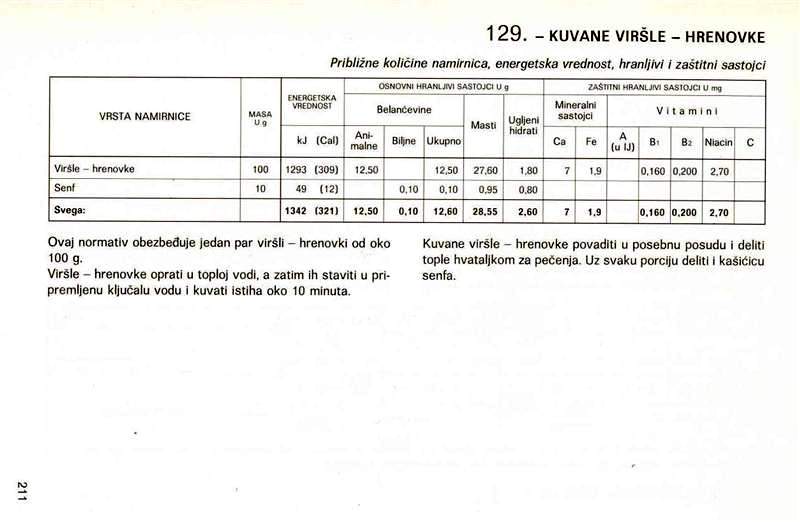 129. – KUVANE VIRŠLE – HRENOVKE
Približne količine namirnica, energetska vrednost, hranljivi i zaštitni sastojci
VRSTA NAMIRNICE MASA U g ENERGETSKA VREDNOST OSNOVNI HRANLJIVI SASTOJCI U g ZAŠTITNI HRANLJIVI SASTOJCI U mg
Belančevine Masti Ugljeni hidrati Mineralni sastojci Vitamini
kJ (Cal) Ani-malne Biljne Ukupno Ca Fe A (u IJ) B1 B2 Niacin C
Viršle – hrenovke 100 1293 (309) 12,50 12,50 27,60 1,80 7 1,9 0,160 0,200 2,70
Senf 10 49 (12) 0,10 0,10 0,95 0,80
Svega: 1342 (321) 12,50 0,10 12,60 28,55 2,60 7 1,9 0,160 0,200 2,70
Ovaj normativ obezbeđuje jedan par viršli – hrenovki od oko
100 g.
Viršle – hrenovke oprati u toploj vodi, a zatim ih staviti u pri-
premljenu ključalu vodu i kuvati istiha oko 10 minuta.
Kuvane viršle – hrenovke povaditi u posebnu posudu i deliti
tople hvataljkom za pečenja. Uz svaku porciju deliti i kašičicu
senfa.
211